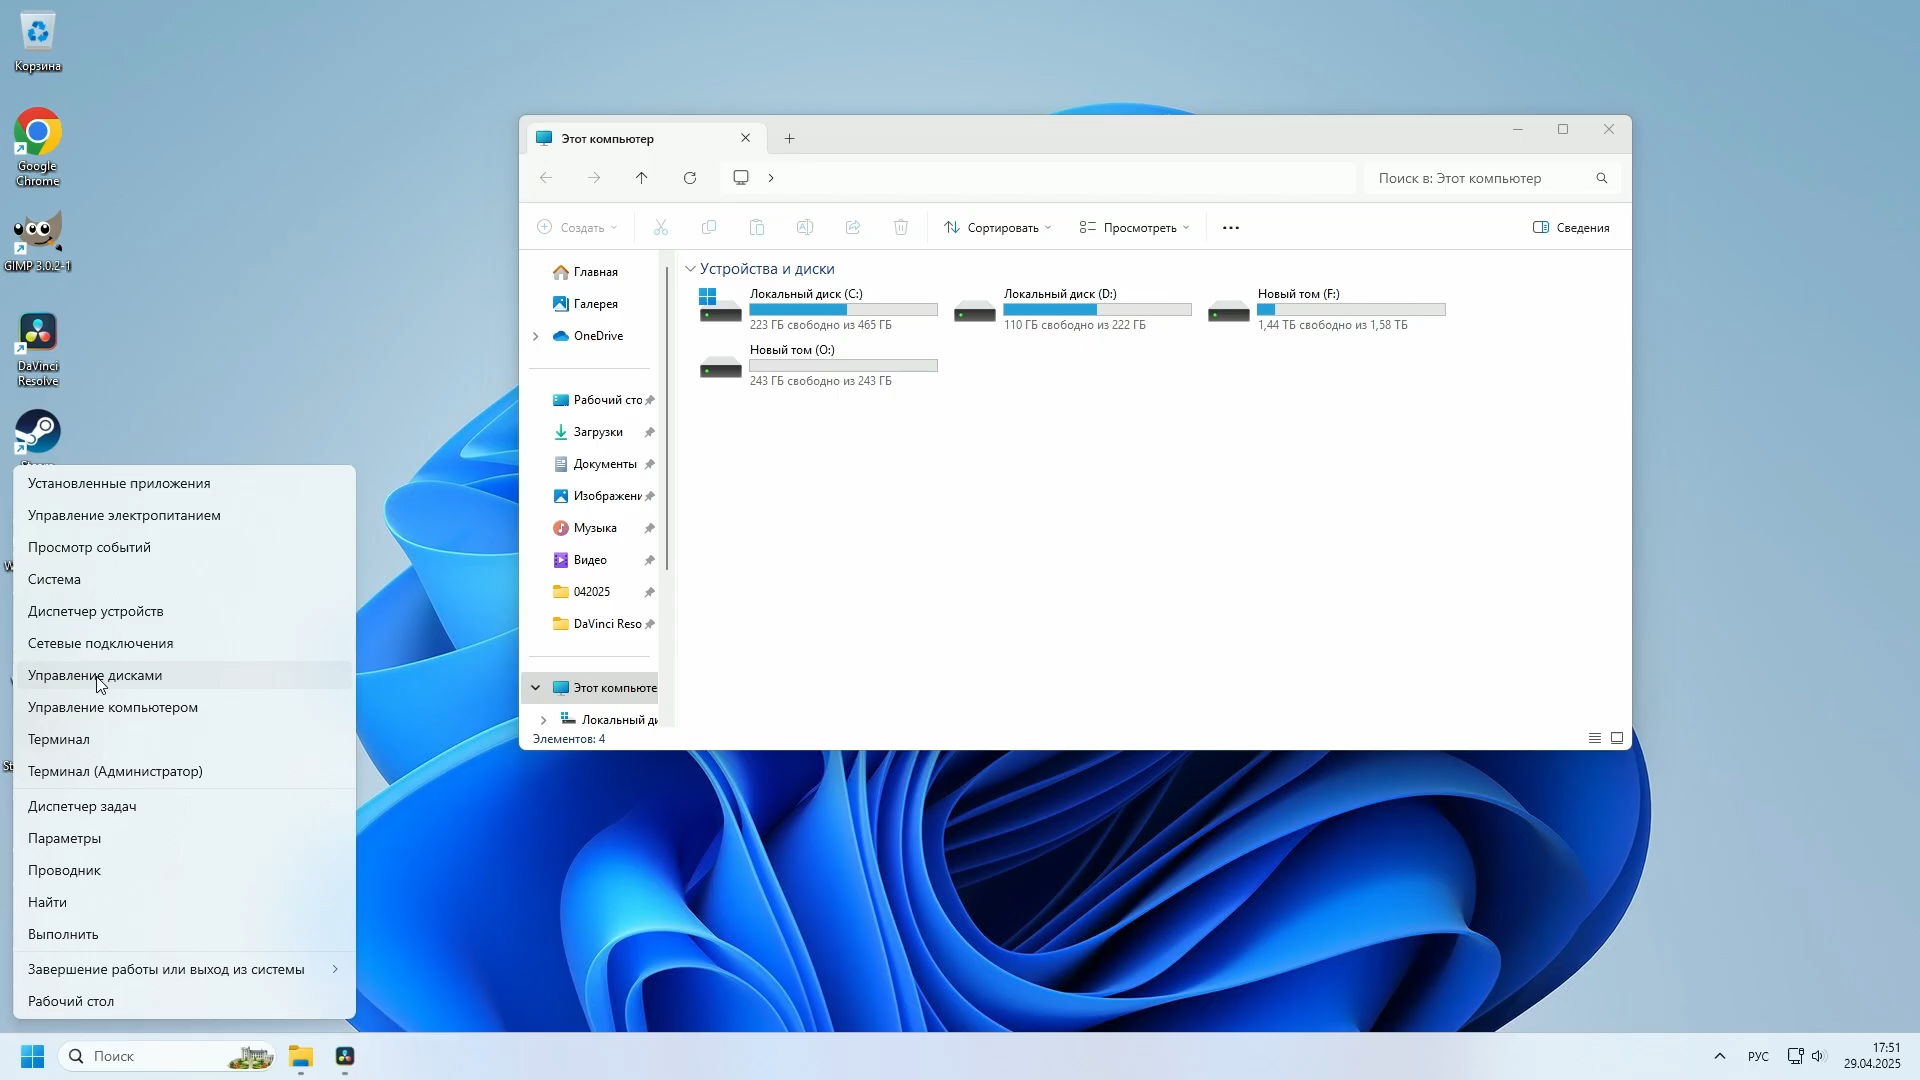 Корзина
Google
Chrome
GIMP 3.0.2-1
DaVinci
Resolve
Этот компьютер
Поиск в: Этот компьютер
Создать
Сортировать
Просмотреть
Сведения
Главная
Галерея
OneDrive
Рабочий сто
Загрузки
Документы
Изображени
Музыка
Видео
042025
DaVinci Reso
Этот компьюте
Локальный ди
Устройства и диски
Локальный диск (C:)
223 ГБ свободно из 465 ГБ
Локальный диск (D:)
110 ГБ свободно из 222 ГБ
Новый том (F:)
1,44 ТБ свободно из 1,58 ТБ
Новый том (O:)
243 ГБ свободно из 243 ГБ
Элементов: 4
Установленные приложения
Управление электропитанием
Просмотр событий
Система
Диспетчер устройств
Сетевые подключения
Управление дисками
Управление компьютером
Терминал
Терминал (Администратор)
Диспетчер задач
Параметры
Проводник
Найти
Выполнить
Завершение работы или выход из системы
Рабочий стол
Поиск
РУС
17:51
29.04.2025